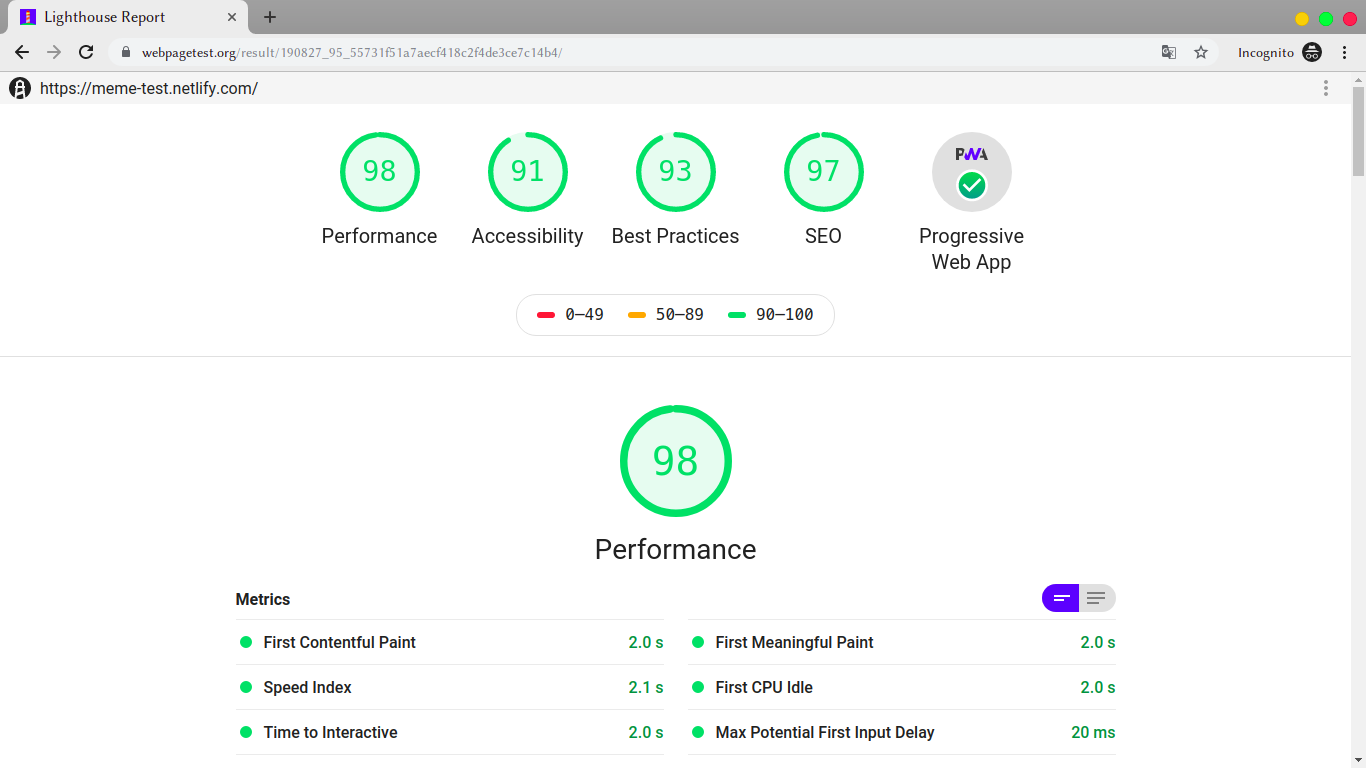 Lighthouse Report
webpagetest.org/result/190827_95_55731f51a7aecf418c2f4de3ce7c14b4/
Incognito
https://meme-test.netlify.com/
98 91 93 97 PWA
Performance Accessibility Best Practices SEO Progressive
Web App
0–49 50–89 90–100
98
Performance
Metrics
First Contentful Paint 2.0 s First Meaningful Paint 2.0 s
Speed Index 2.1 s First CPU Idle 2.0 s
Time to Interactive 2.0 s Max Potential First Input Delay 20 ms